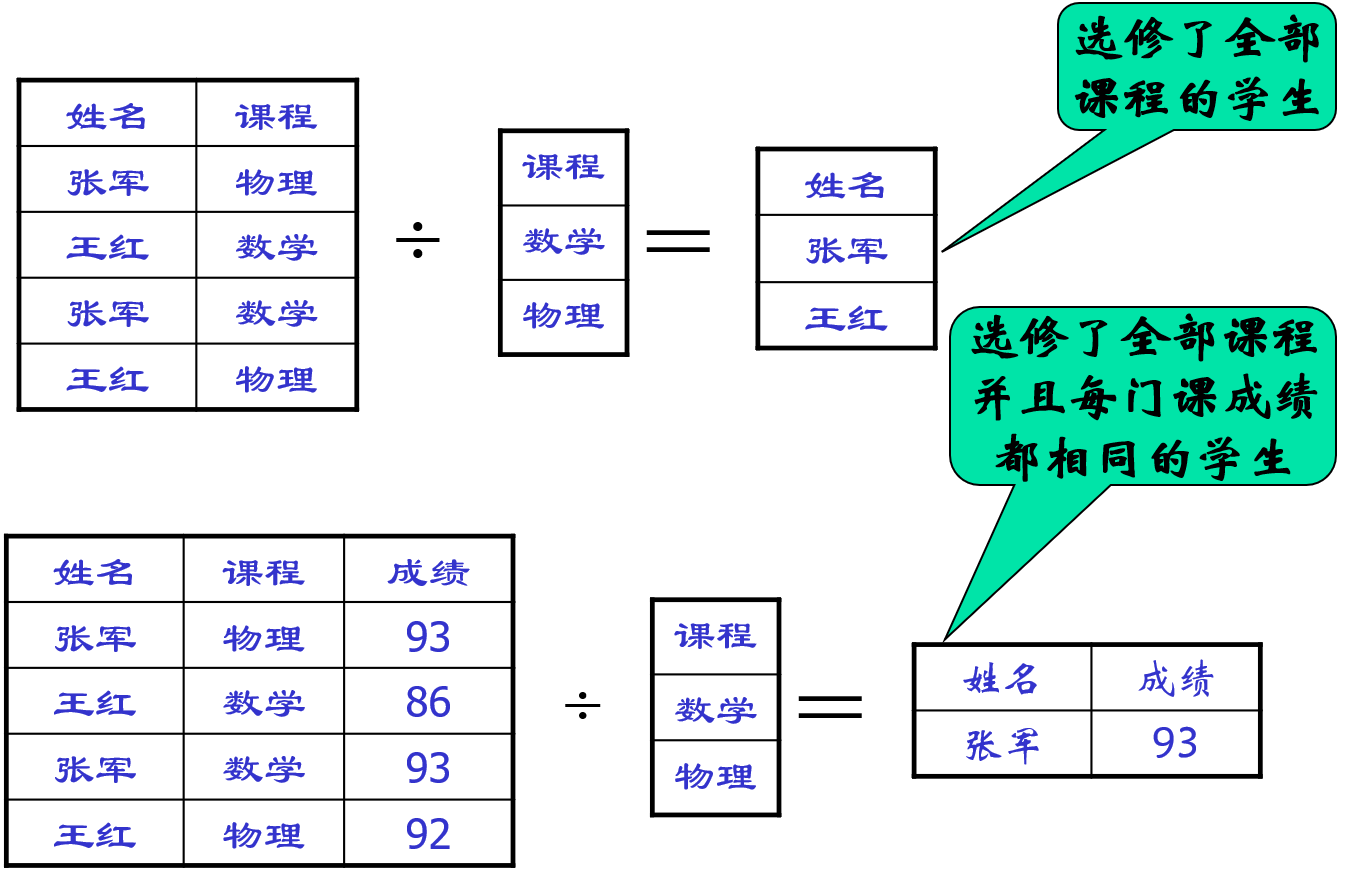 选修了全部
课程的学生
姓名 课程
张军 物理
王红 数学
张军 数学
王红 物理
÷
课程
数学
物理
=
姓名
张军
王红
选修了全部课程
并且每门课成绩
都相同的学生
姓名 课程 成绩
张军 物理 93
王红 数学 86
张军 数学 93
王红 物理 92
÷
课程
数学
物理
=
姓名 成绩
张军 93